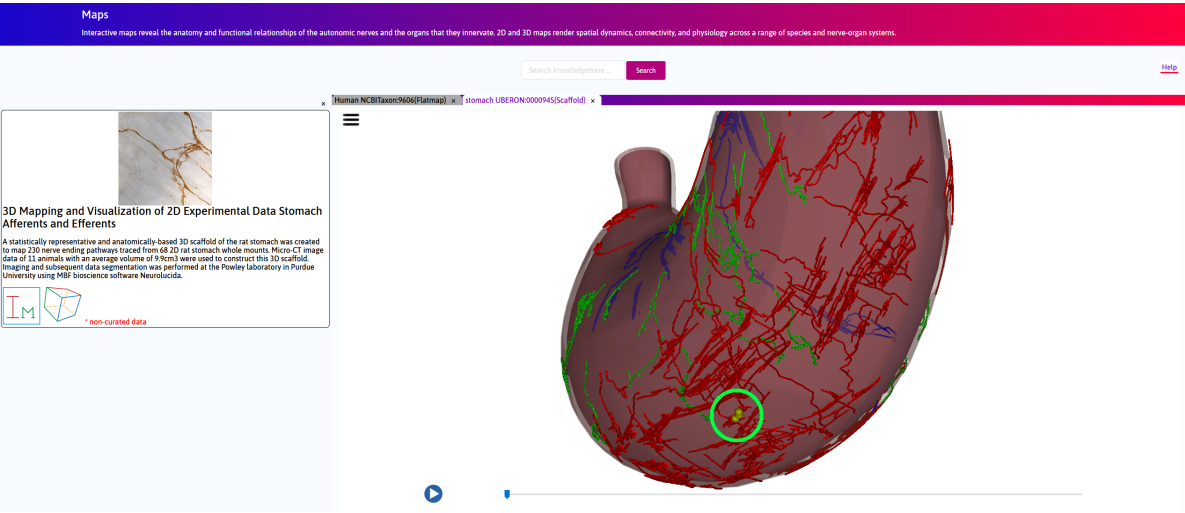 Maps
Interactive maps reveal the anatomy and functional relationships of the autonomic nerves and the organs that they innervate. 2D and 3D maps render spatial dynamics, connectivity, and physiology across a range of species and nerve-organ systems.
Search knowledgebase ...
Search
Help
x
Human NCBITaxon:9606(Flatmap) x
stomach UBERON:0000945(Scaffold) x
3D Mapping and Visualization of 2D Experimental Data Stomach
Afferents and Efferents
A statistically representative and anatomically-based 3D scaffold of the rat stomach was created
to map 230 nerve ending pathways traced from 68 2D rat stomach whole mounts. Micro-CT image
data of 11 animals with an average volume of 9.9cm3 were used to construct this 3D scaffold.
Imaging and subsequent data segmentation was performed at the Powley laboratory in Purdue
University using MBF bioscience software Neurolucida.
IM
* non-curated data